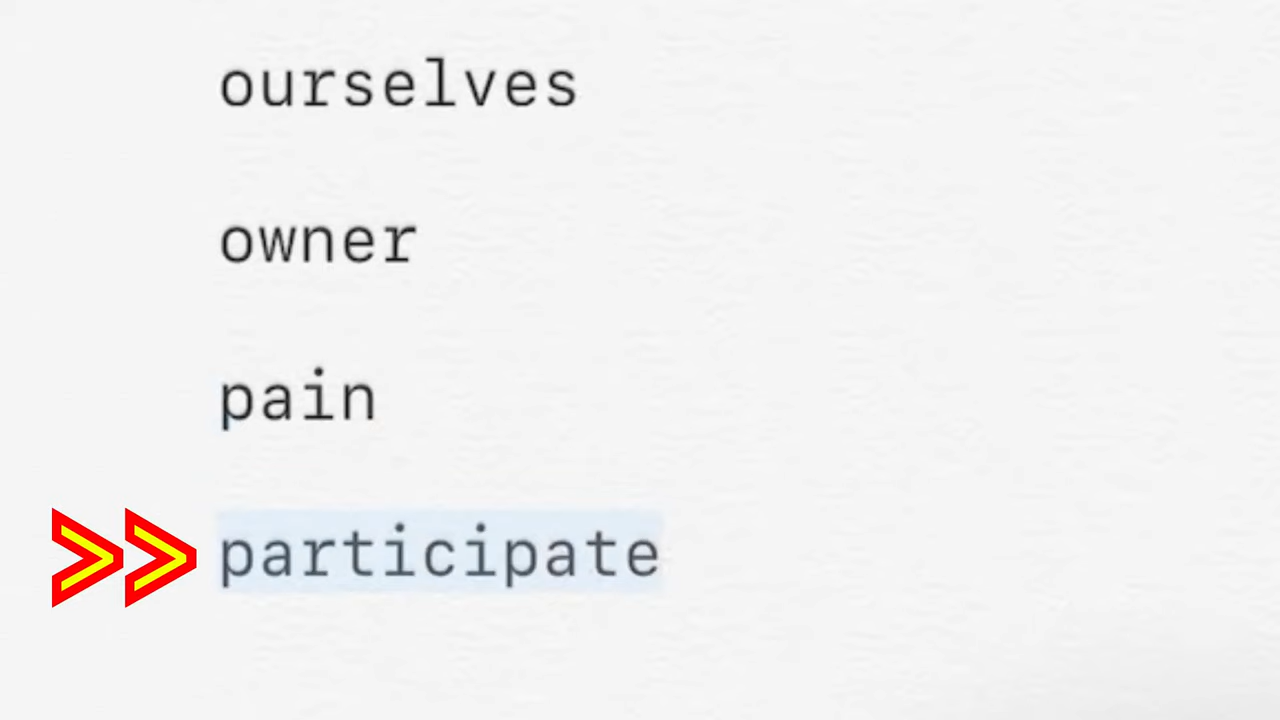 ourselves
owner
pain
>> participate